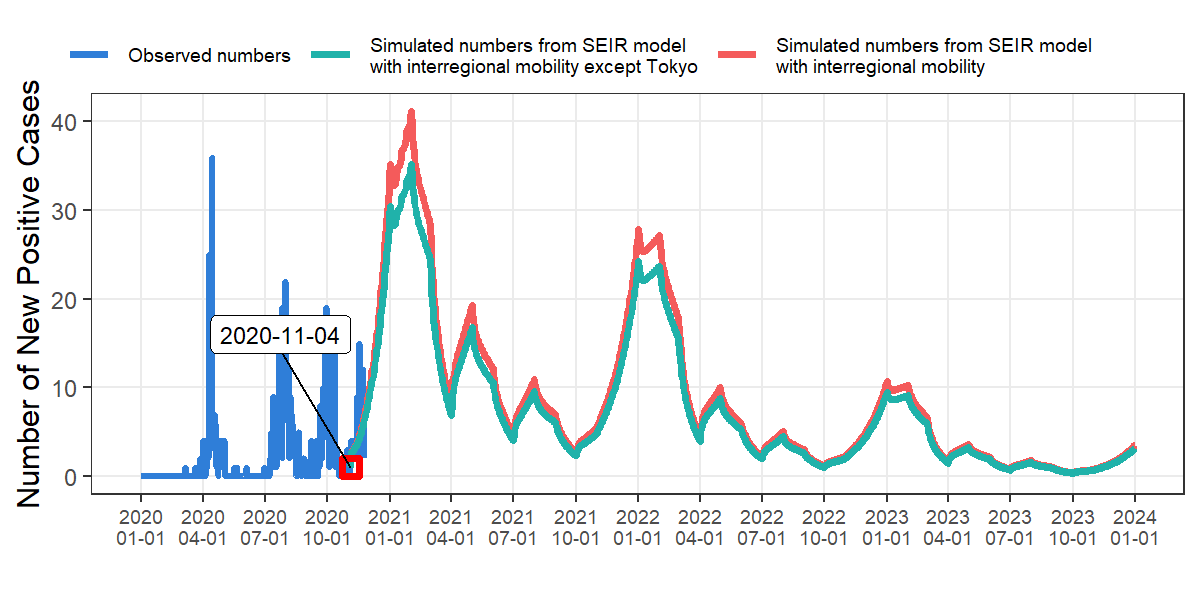 Observed numbers
Simulated numbers from SEIR model
with interregional mobility except Tokyo
Simulated numbers from SEIR model
with interregional mobility
Number of New Positive Cases
40
30
20
10
0
2020-11-04
2020 2020 2020 2020 2021 2021 2021 2021 2022 2022 2022 2022 2023 2023 2023 2023 2024
01-01 04-01 07-01 10-01 01-01 04-01 07-01 10-01 01-01 04-01 07-01 10-01 01-01 04-01 07-01 10-01 01-01